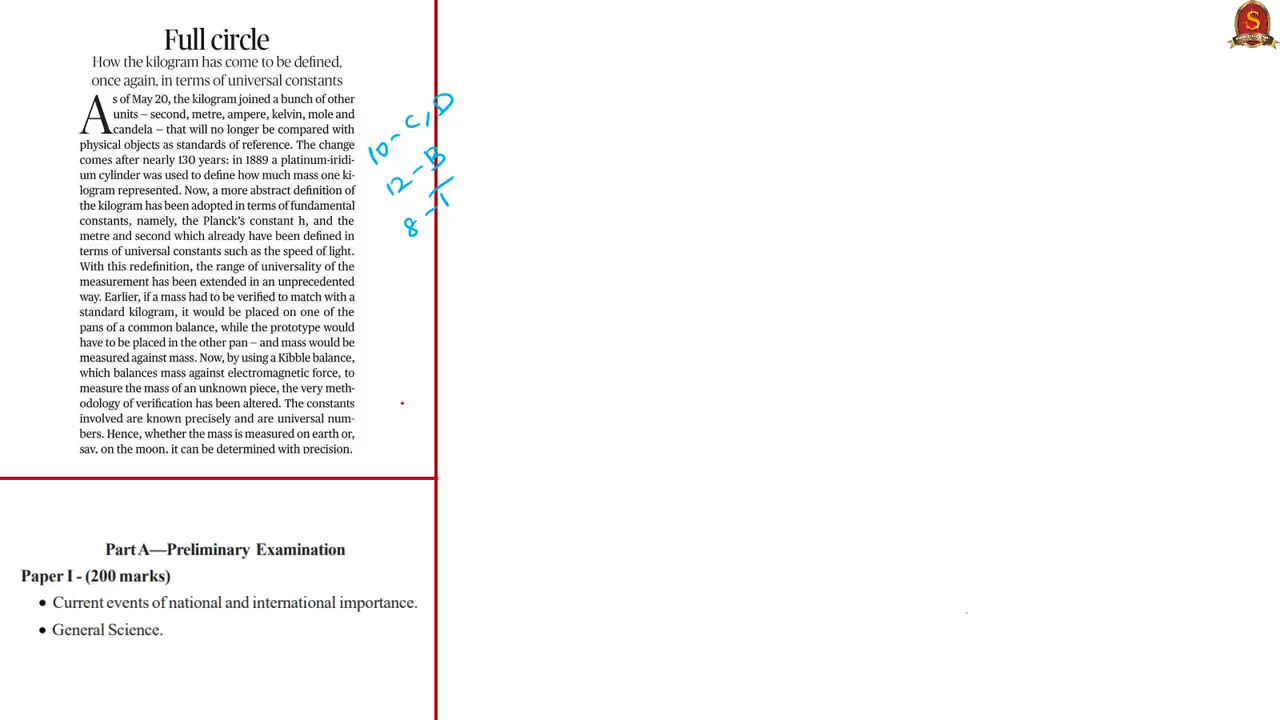 Full circle
How the kilogram has come to be defined,
once again, in terms of universal constants
As of May 20, the kilogram joined a bunch of other
units – second, metre, ampere, kelvin, mole and
candela – that will no longer be compared with
physical objects as standards of reference. The change
comes after nearly 130 years: in 1889 a platinum-iridi-
um cylinder was used to define how much mass one ki-
logram represented. Now, a more abstract definition of
the kilogram has been adopted in terms of fundamental
constants, namely, the Planck's constant h, and the
metre and second which already have been defined in
terms of universal constants such as the speed of light.
With this redefinition, the range of universality of the
measurement has been extended in an unprecedented
way. Earlier, if a mass had to be verified to match with a
standard kilogram, it would be placed on one of the
pans of a common balance, while the prototype would
have to be placed in the other pan – and mass would be
measured against mass. Now, by using a Kibble balance,
which balances mass against electromagnetic force, to
measure the mass of an unknown piece, the very meth-
odology of verification has been altered. The constants
involved are known precisely and are universal num-
bers. Hence, whether the mass is measured on earth or,
say, on the moon, it can be determined with precision.
10 - C, D
12 - B
8 - 1
S
Part A—Preliminary Examination
Paper I - (200 marks)
• Current events of national and international importance.
• General Science.